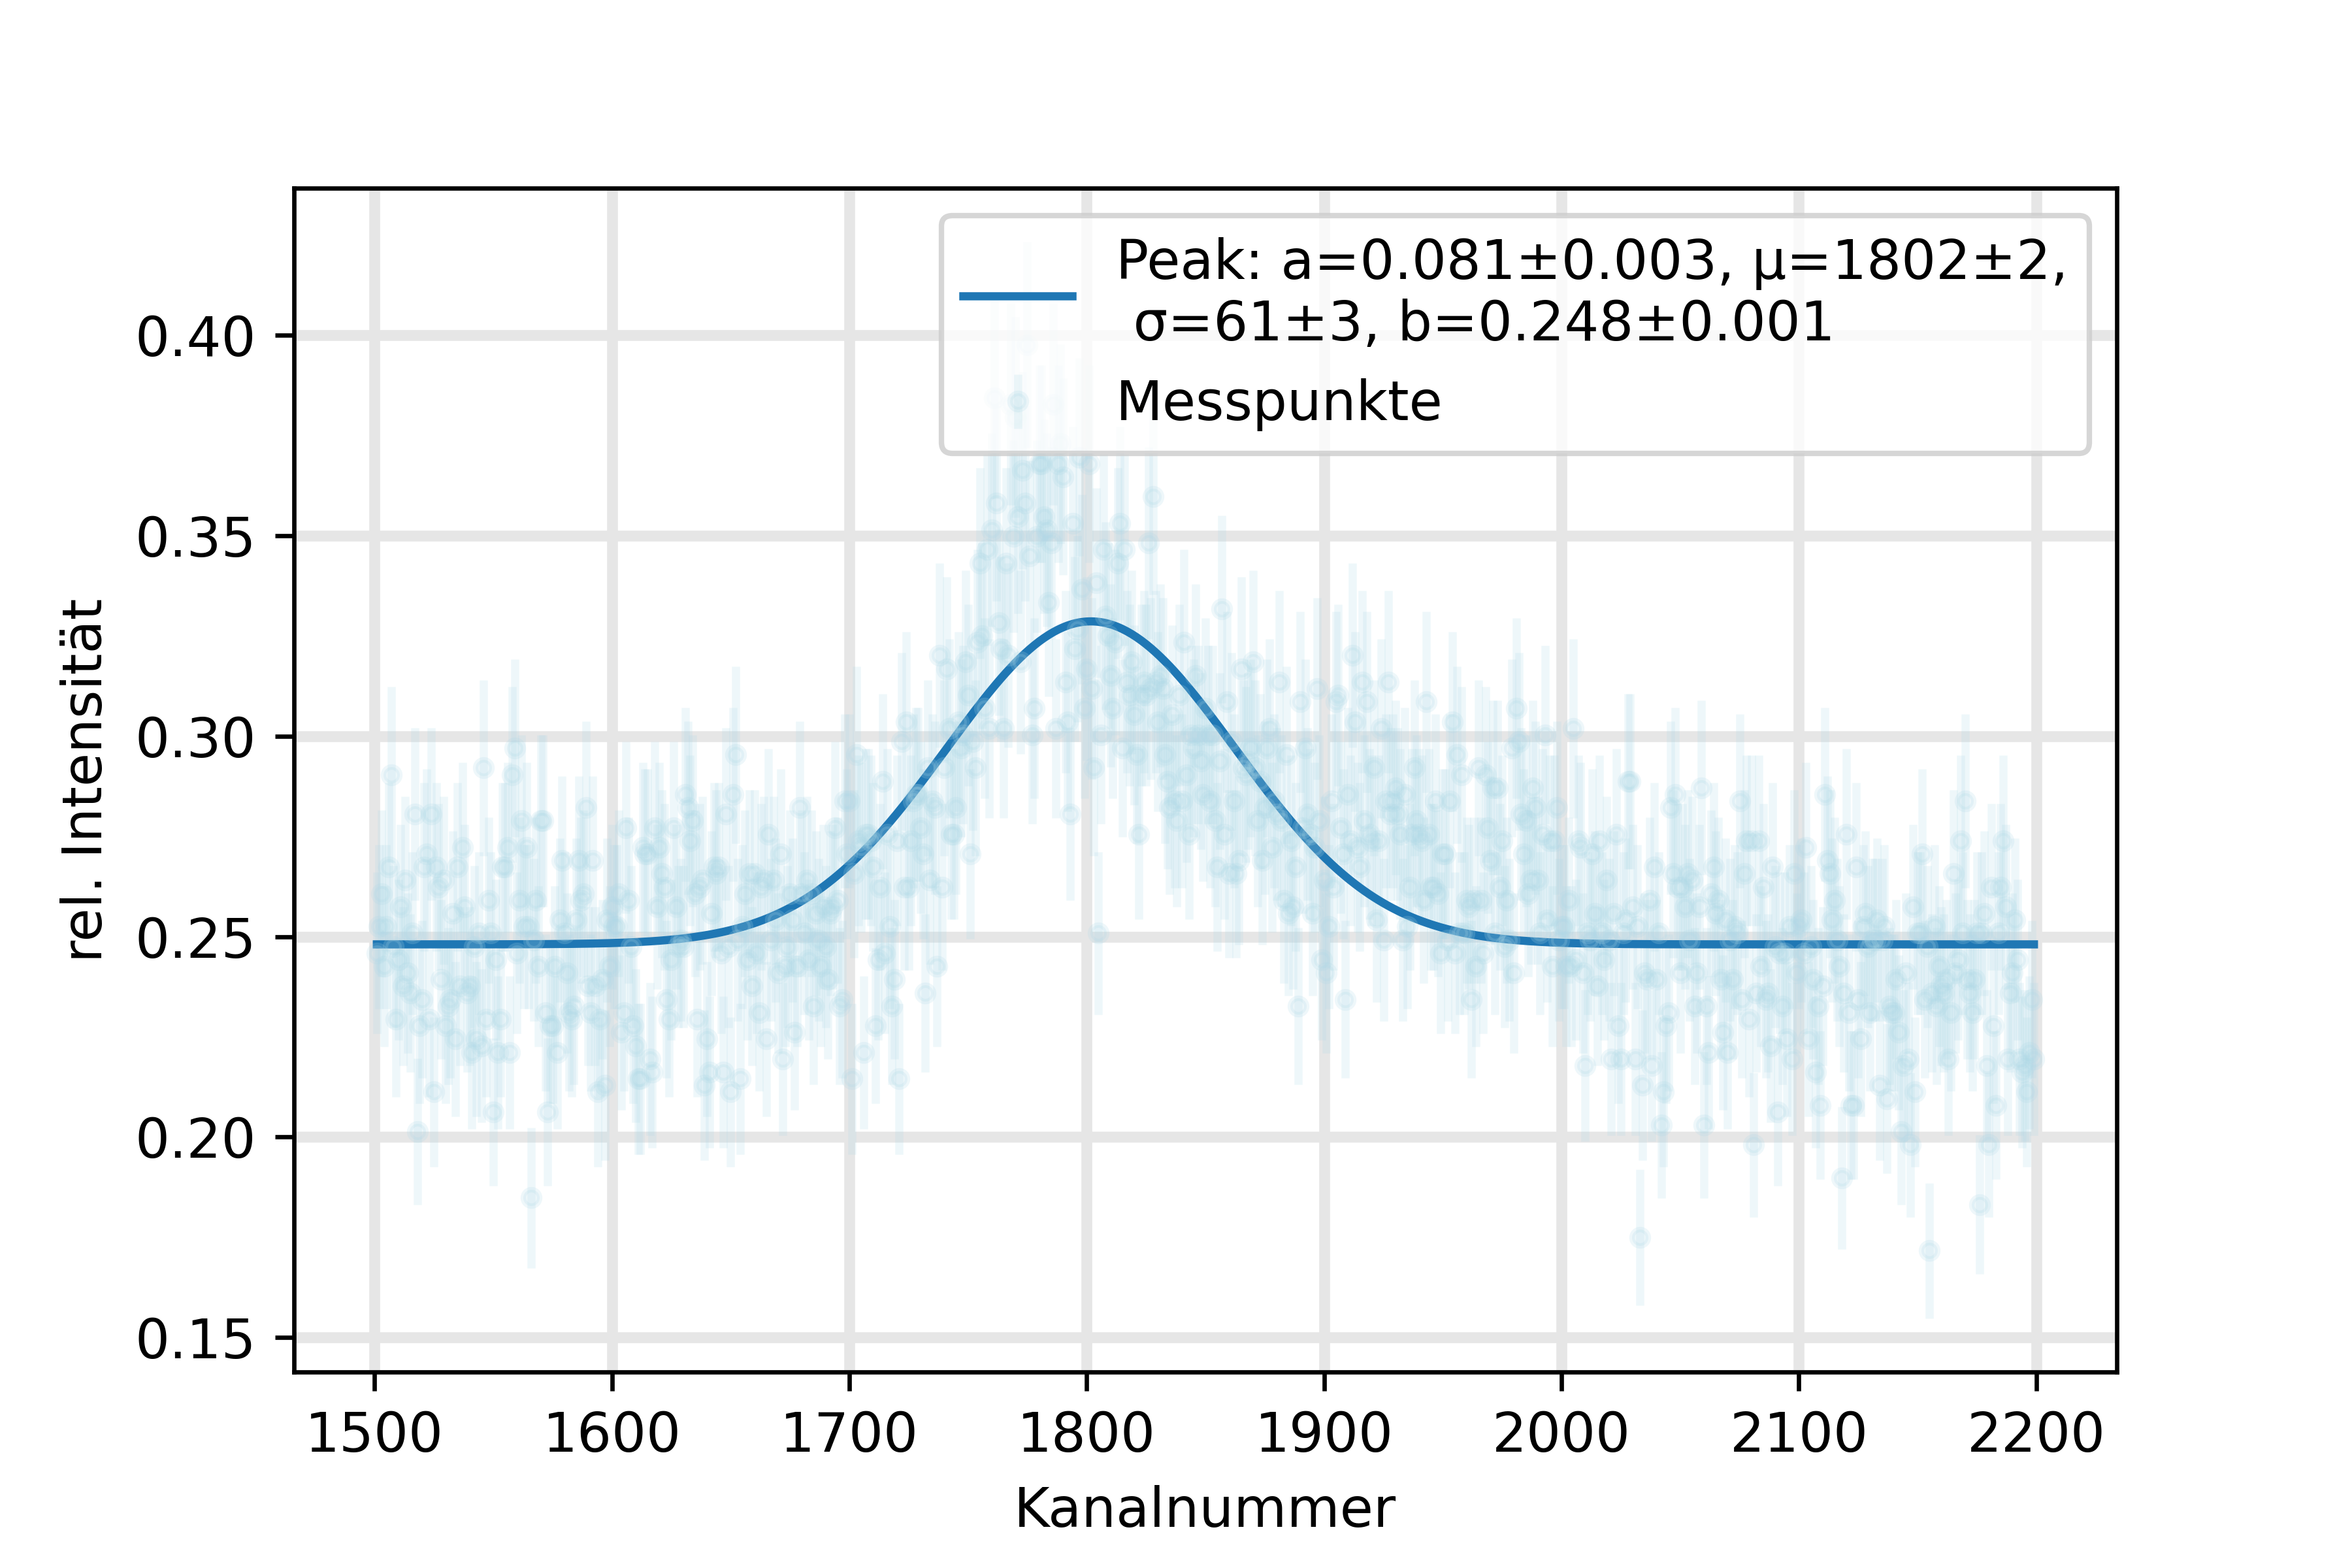 Peak: a=0.081±0.003, μ=1802±2,
σ=61±3, b=0.248±0.001
Messpunkte
rel. Intensität
0.40
0.35
0.30
0.25
0.20
0.15
1500 1600 1700 1800 1900 2000 2100 2200
Kanalnummer